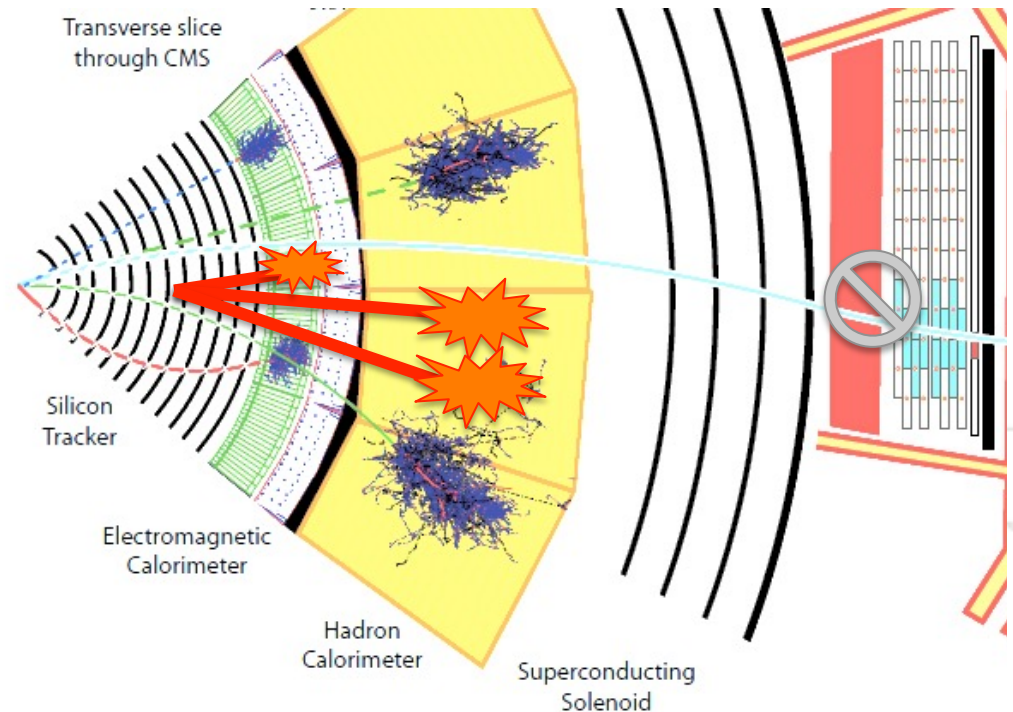 Transverse slice
through CMS
Silicon
Tracker
Electromagnetic
Calorimeter
Hadron
Calorimeter
Superconducting
Solenoid